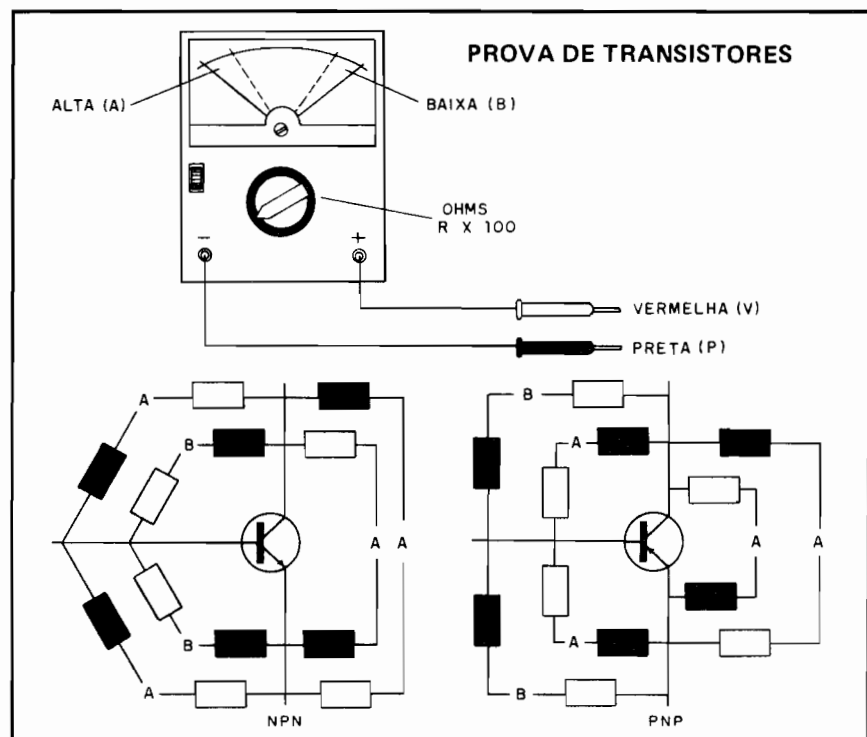 PROVA DE TRANSISTORES
ALTA (A)
BAIXA (B)
OHMS
R X 100
-
+
VERMELHA (V)
PRETA (P)
A
B
A
A
B
A
NPN
B
A
A
A
A
B
PNP